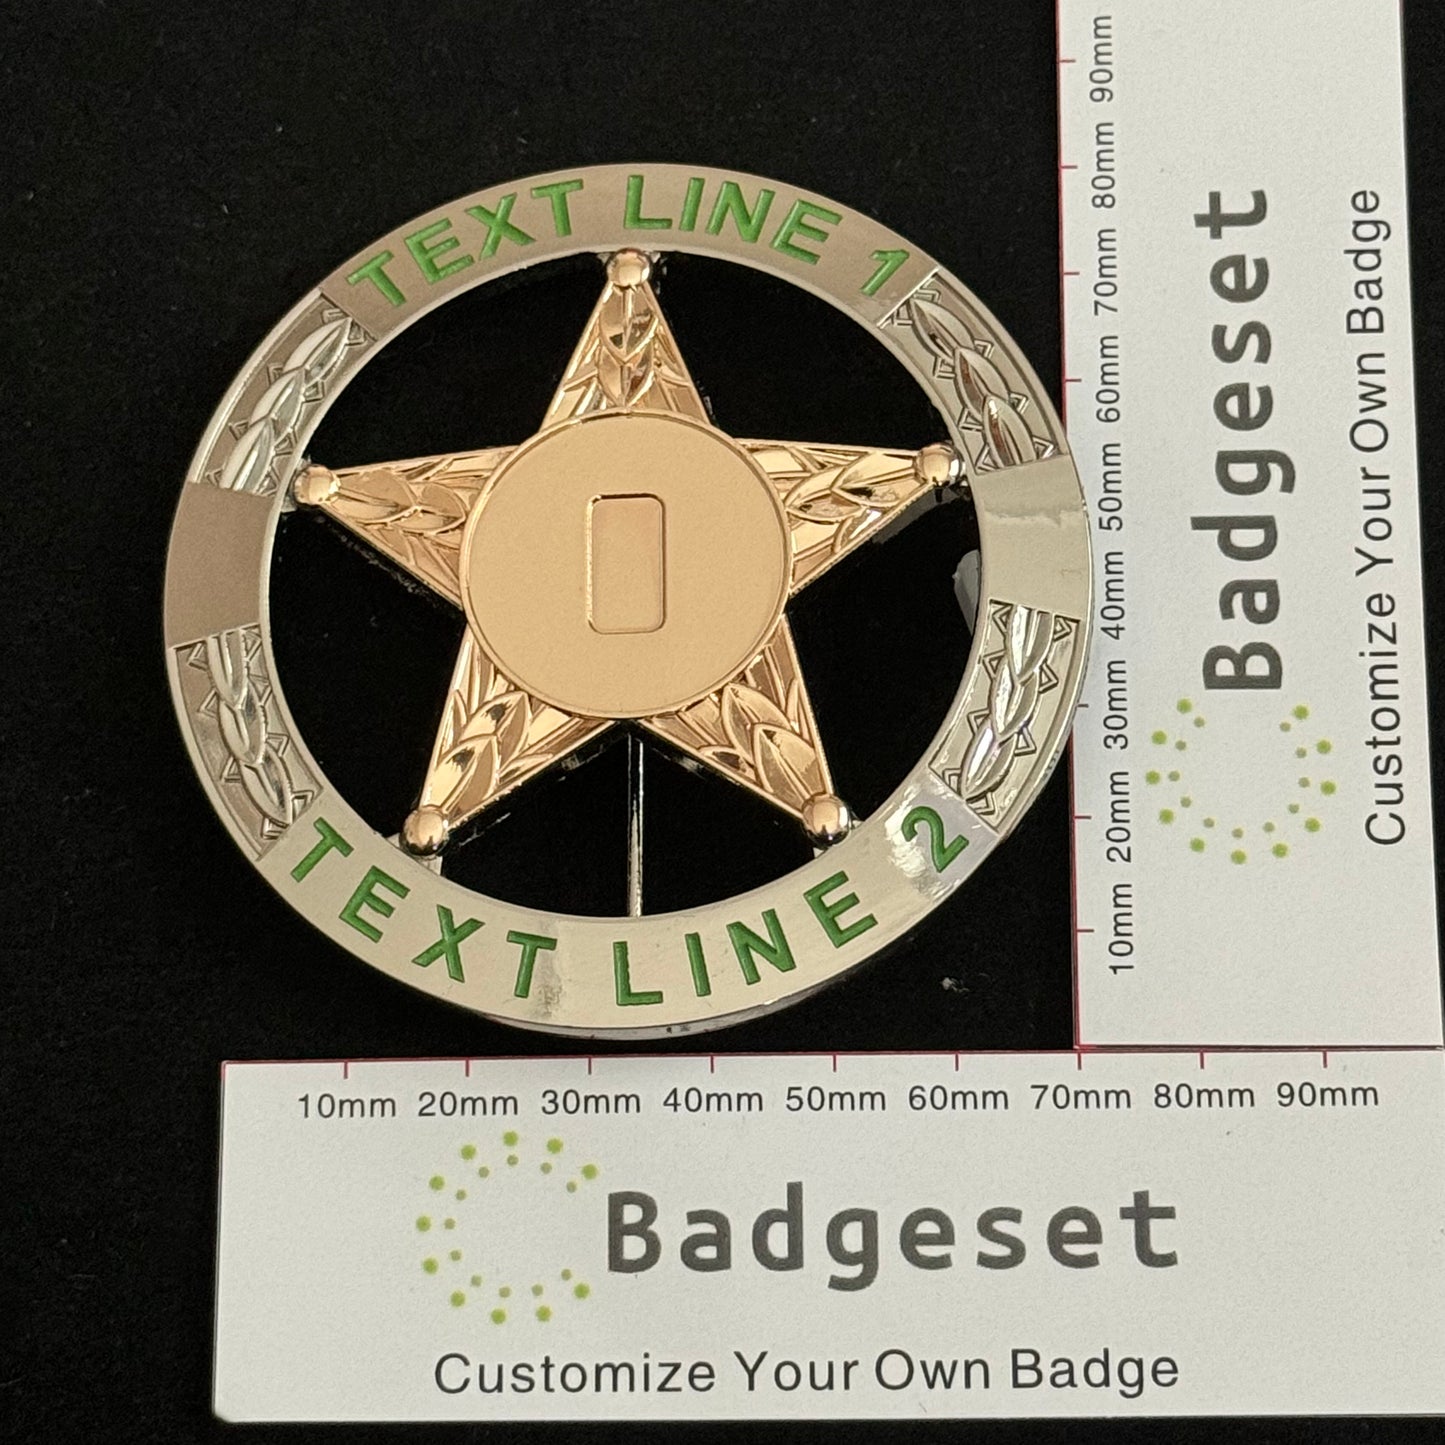 TEXT LINE 1
TEXT LINE 2
90mm
80mm
70mm
60mm
50mm
40mm
30mm
20mm
10mm
Badgeset
Customize Your Own Badge
10mm 20mm 30mm 40mm 50mm 60mm 70mm 80mm 90mm
Badgeset
Customize Your Own Badge